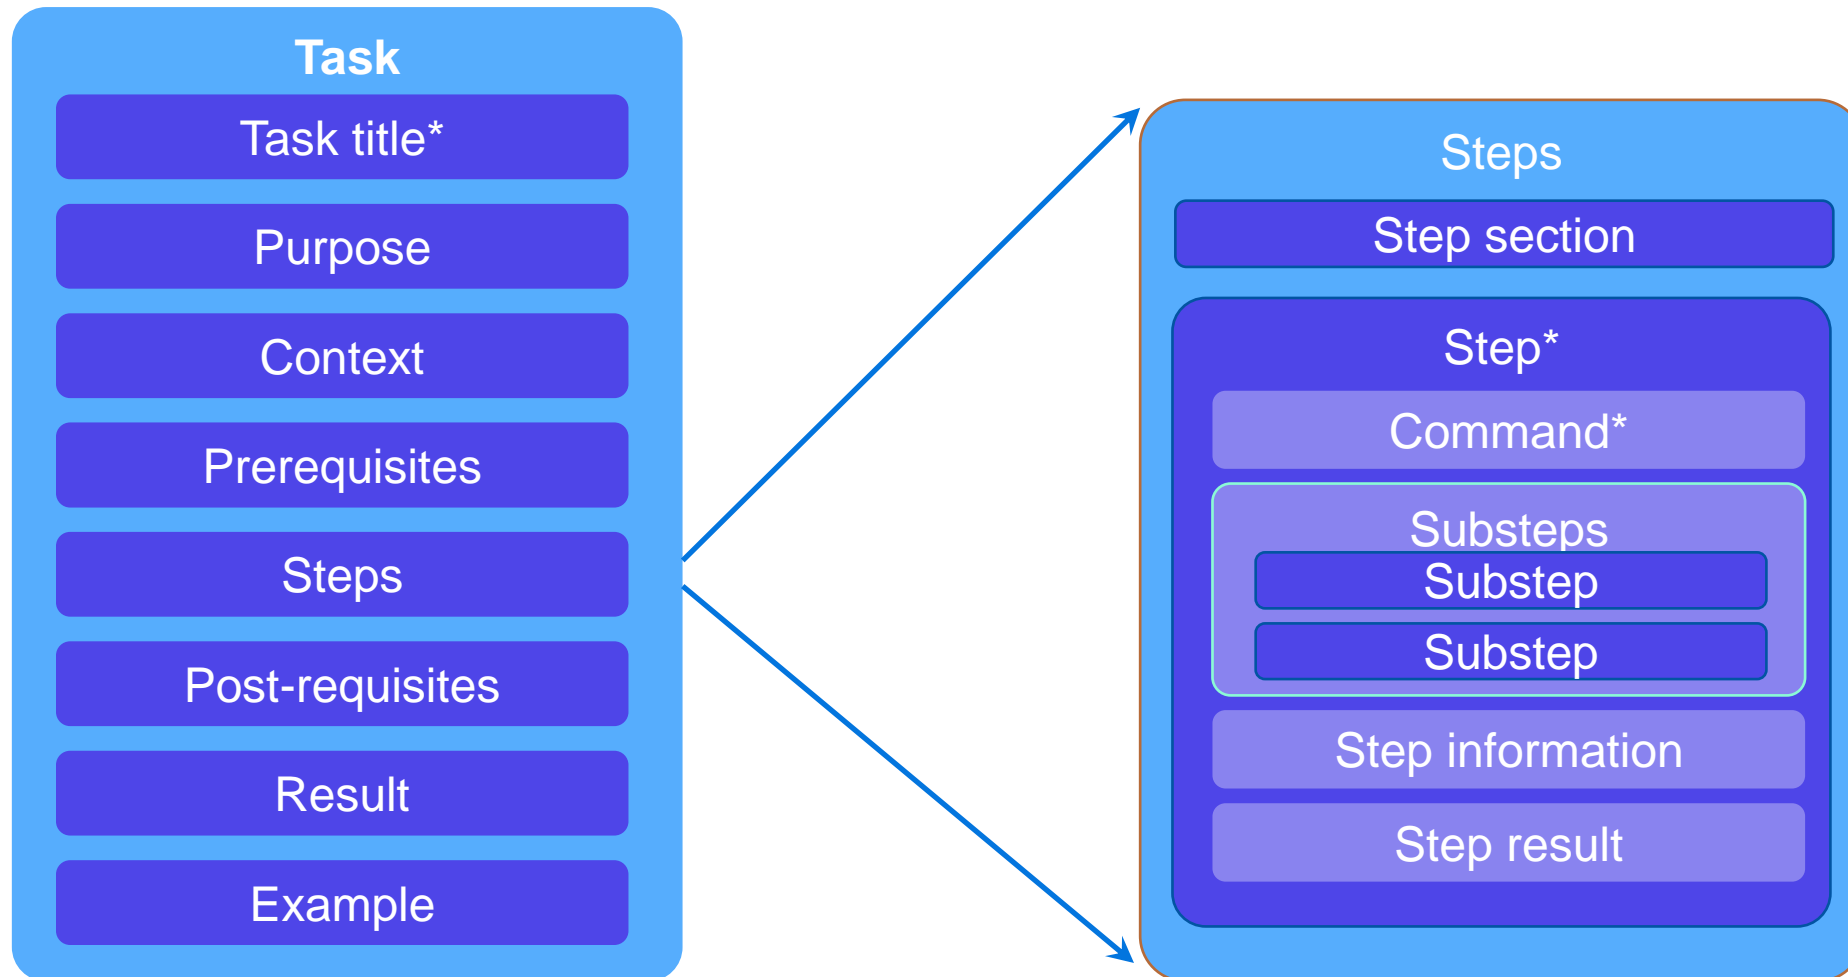 Task
Task title*
Purpose
Context
Prerequisites
Steps
Post-requisites
Result
Example
Steps
Step section
Step*
Command*
Substeps
Substep
Substep
Step information
Step result